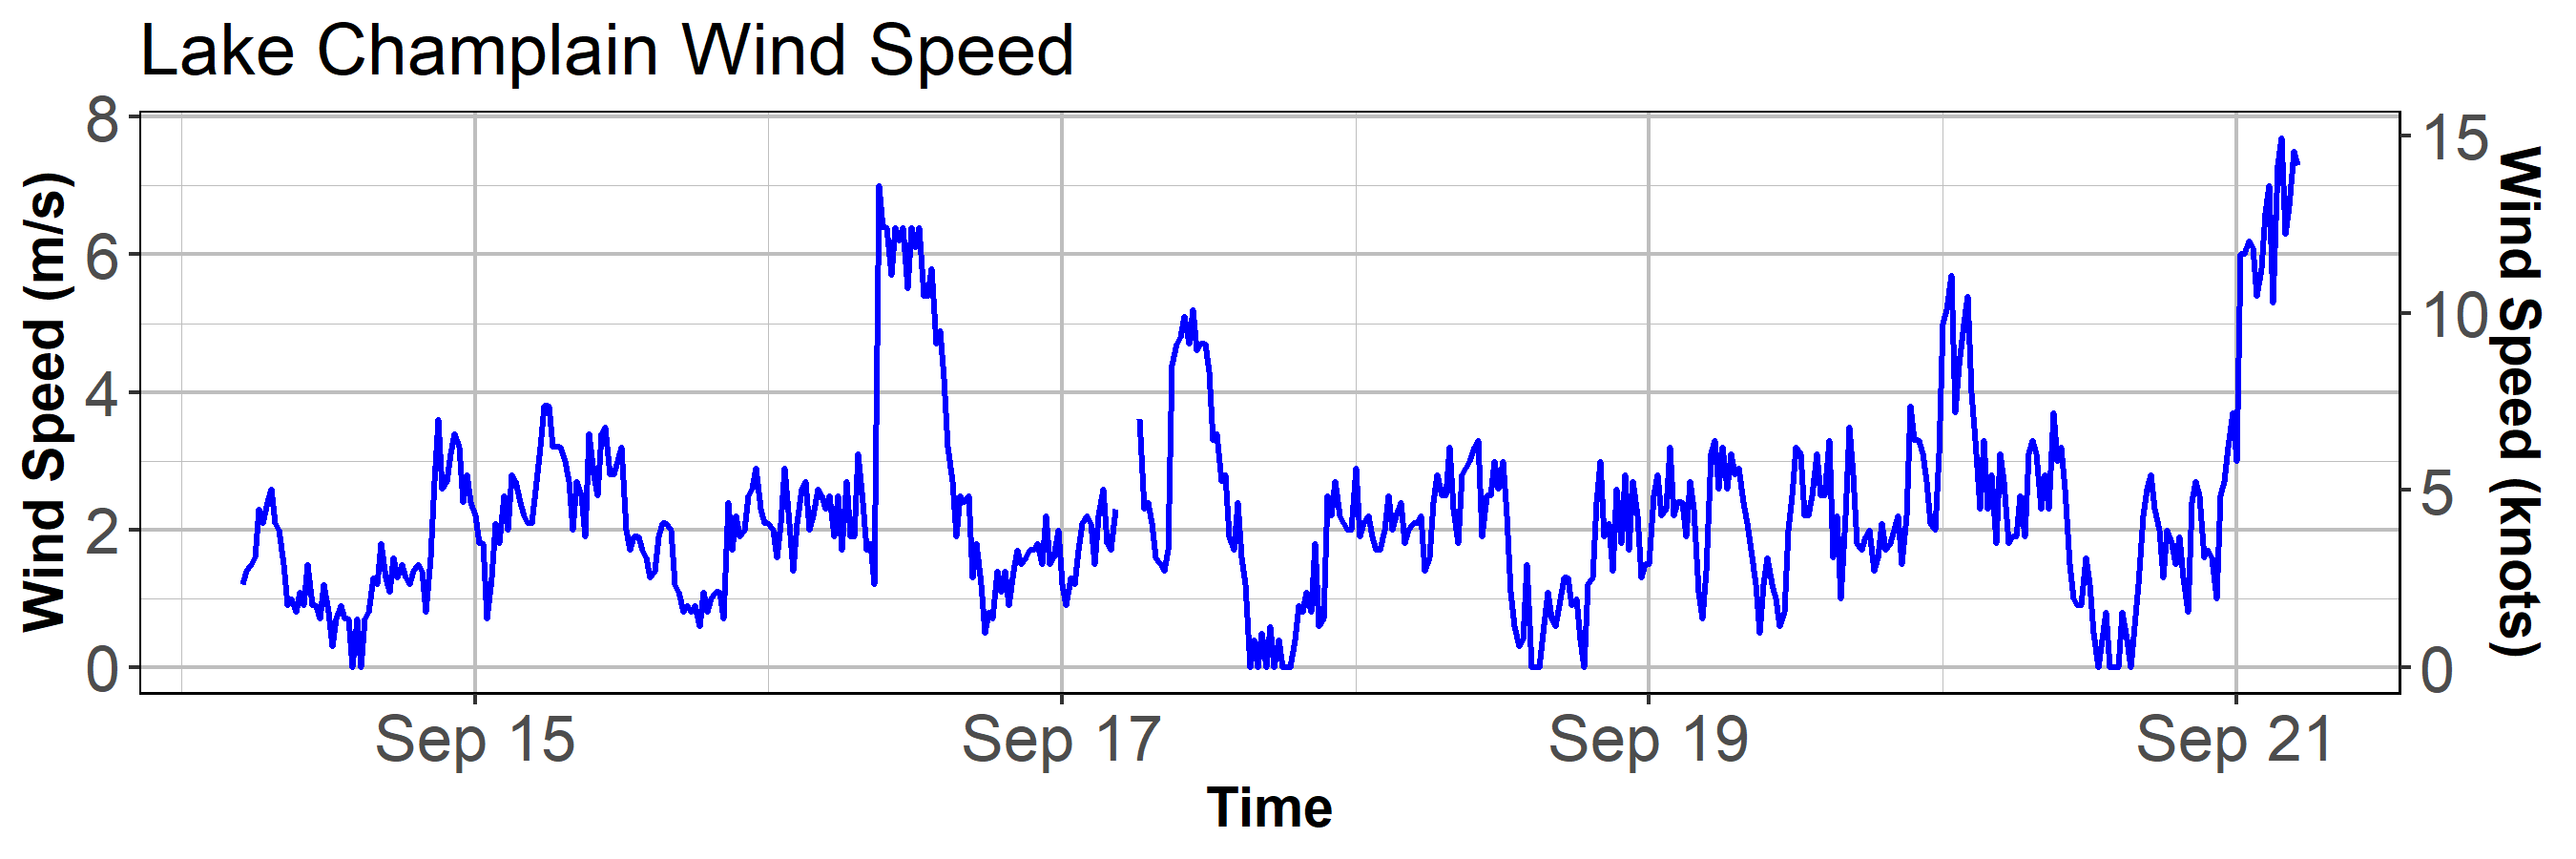 Lake Champlain Wind Speed
Wind Speed (m/s)
8
6
4
2
0
15
10
5
0
Wind Speed (knots)
Sep 15
Sep 17
Sep 19
Sep 21
Time